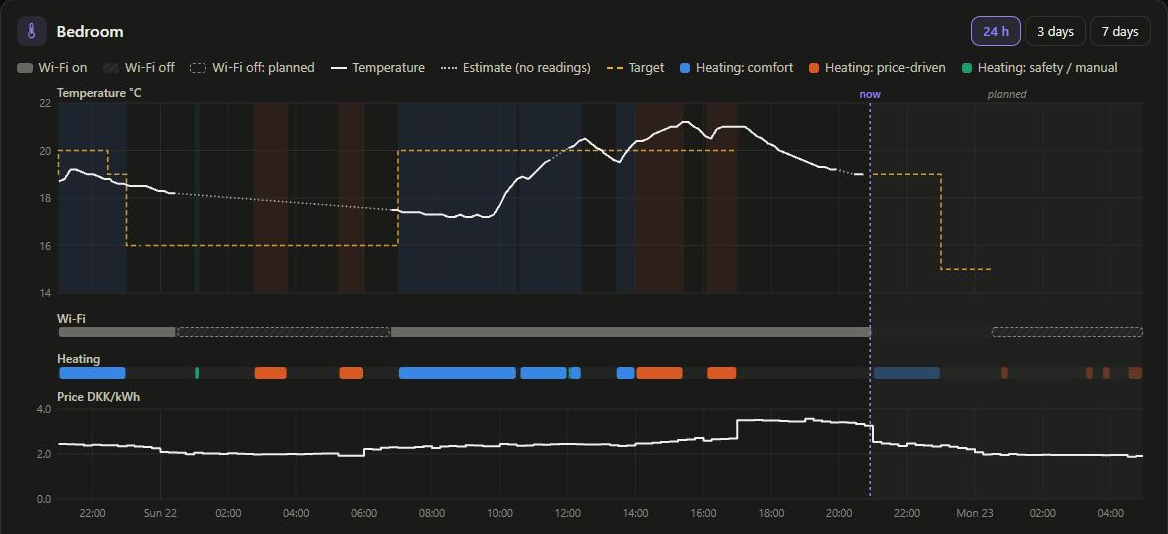 Bedroom
24 h 3 days 7 days
Wi-Fi on Wi-Fi off Wi-Fi off: planned Temperature Estimate (no readings) Target Heating: comfort Heating: price-driven Heating: safety / manual
Temperature °C
now planned
22
20
18
16
14
Wi-Fi
Heating
Price DKK/kWh
4.0
2.0
0.0
22:00 Sun 22 02:00 04:00 06:00 08:00 10:00 12:00 14:00 16:00 18:00 20:00 22:00 Mon 23 02:00 04:00